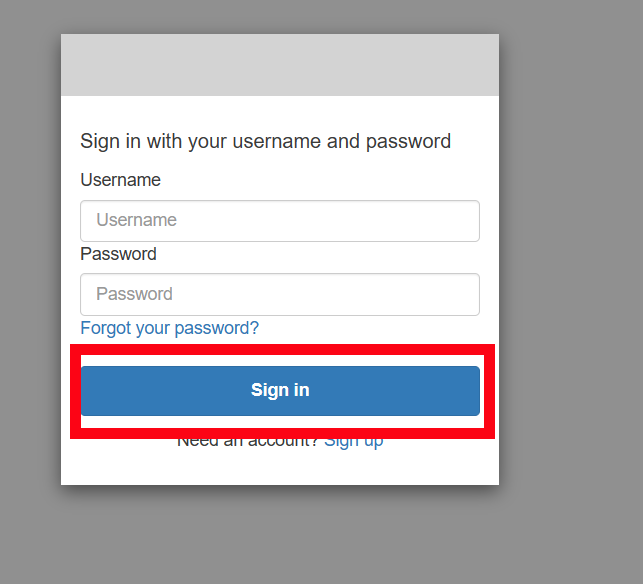 Sign in with your username and password
Username
Username
Password
Password
Forgot your password?
Sign in
Need an account? Sign up